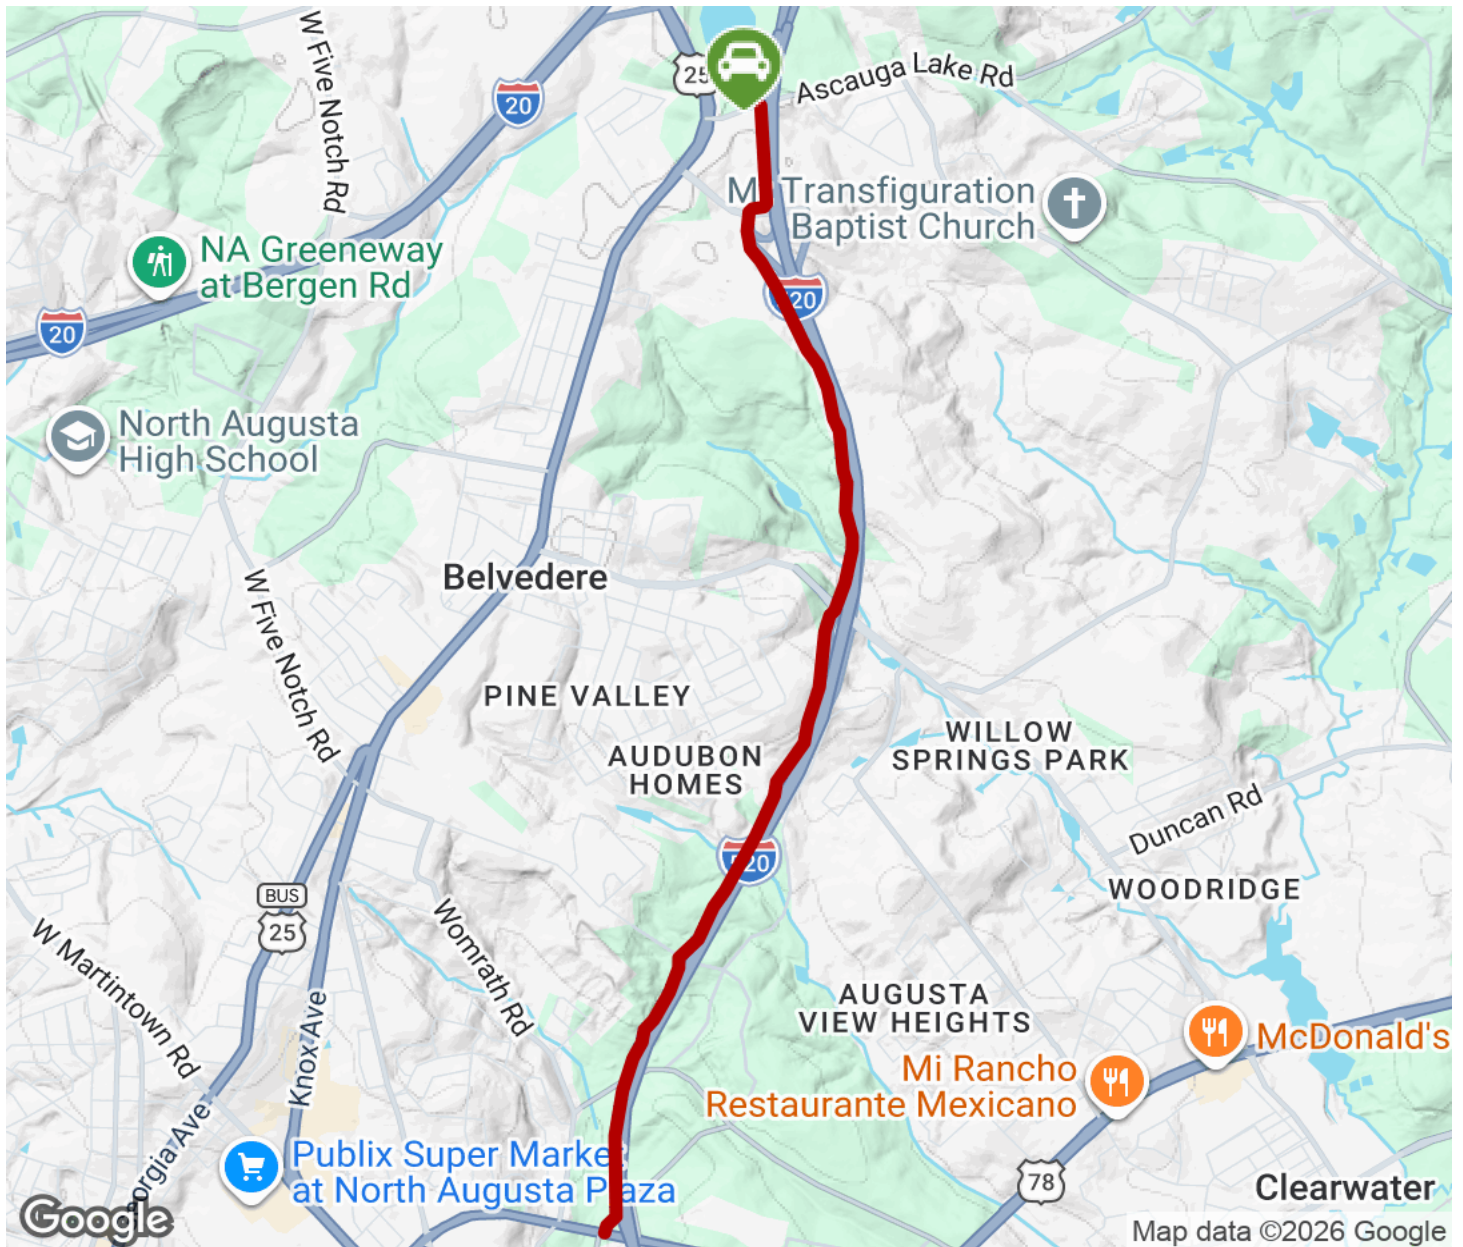 W Five Notch Rd
20
25
Ascauga Lake Rd
Transfiguration
Baptist Church
NA Greeneway
at Bergen Rd
20
20
North Augusta
High School
Belvedere
W Five Notch Rd
PINE VALLEY
WILLOW
SPRINGS PARK
AUDUBON
HOMES
Duncan Rd
20
WOODRIDGE
BUS
25
Womrath Rd
W Martintown Rd
AUGUSTA
VIEW HEIGHTS
Knox Ave
McDonald's
Mi Rancho
Restaurante Mexicano
Publix Super Marke
at North Augusta Plaza
orgia Ave
78
Clearwater
Google
Map data ©2026 Google